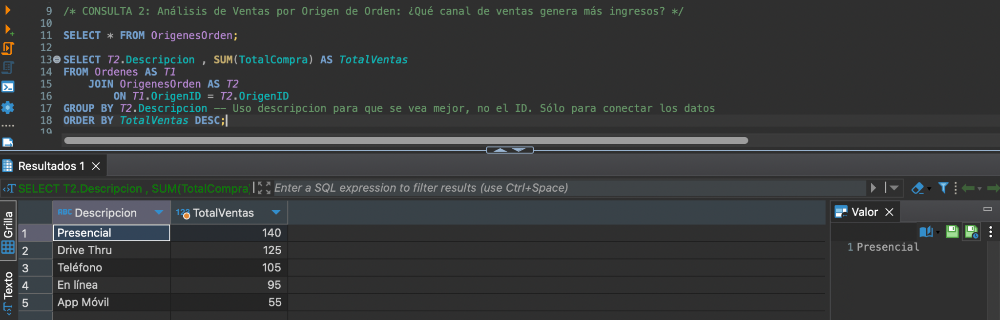 9 /* CONSULTA 2: Análisis de Ventas por Origen de Orden: ¿Qué canal de ventas genera más ingresos? */
10
11 SELECT * FROM OrigenesOrden;
12
13 SELECT T2.Descripcion , SUM(TotalCompra) AS TotalVentas
14 FROM Ordenes AS T1
15 JOIN OrigenesOrden AS T2
16 ON T1.OrigenID = T2.OrigenID
17 GROUP BY T2.Descripcion -- Uso descripcion para que se vea mejor, no el ID. Sólo para conectar los datos
18 ORDER BY TotalVentas DESC;
19
Resultados 1
SELECT T2.Descripcion , SUM(TotalCompra) Enter a SQL expression to filter results (use Ctrl+Space)
Grilla
Texto
ABC Descripcion 123 TotalVentas
1 Presencial 140
2 Drive Thru 125
3 Teléfono 105
4 En línea 95
5 App Móvil 55
Valor
1 Presencial